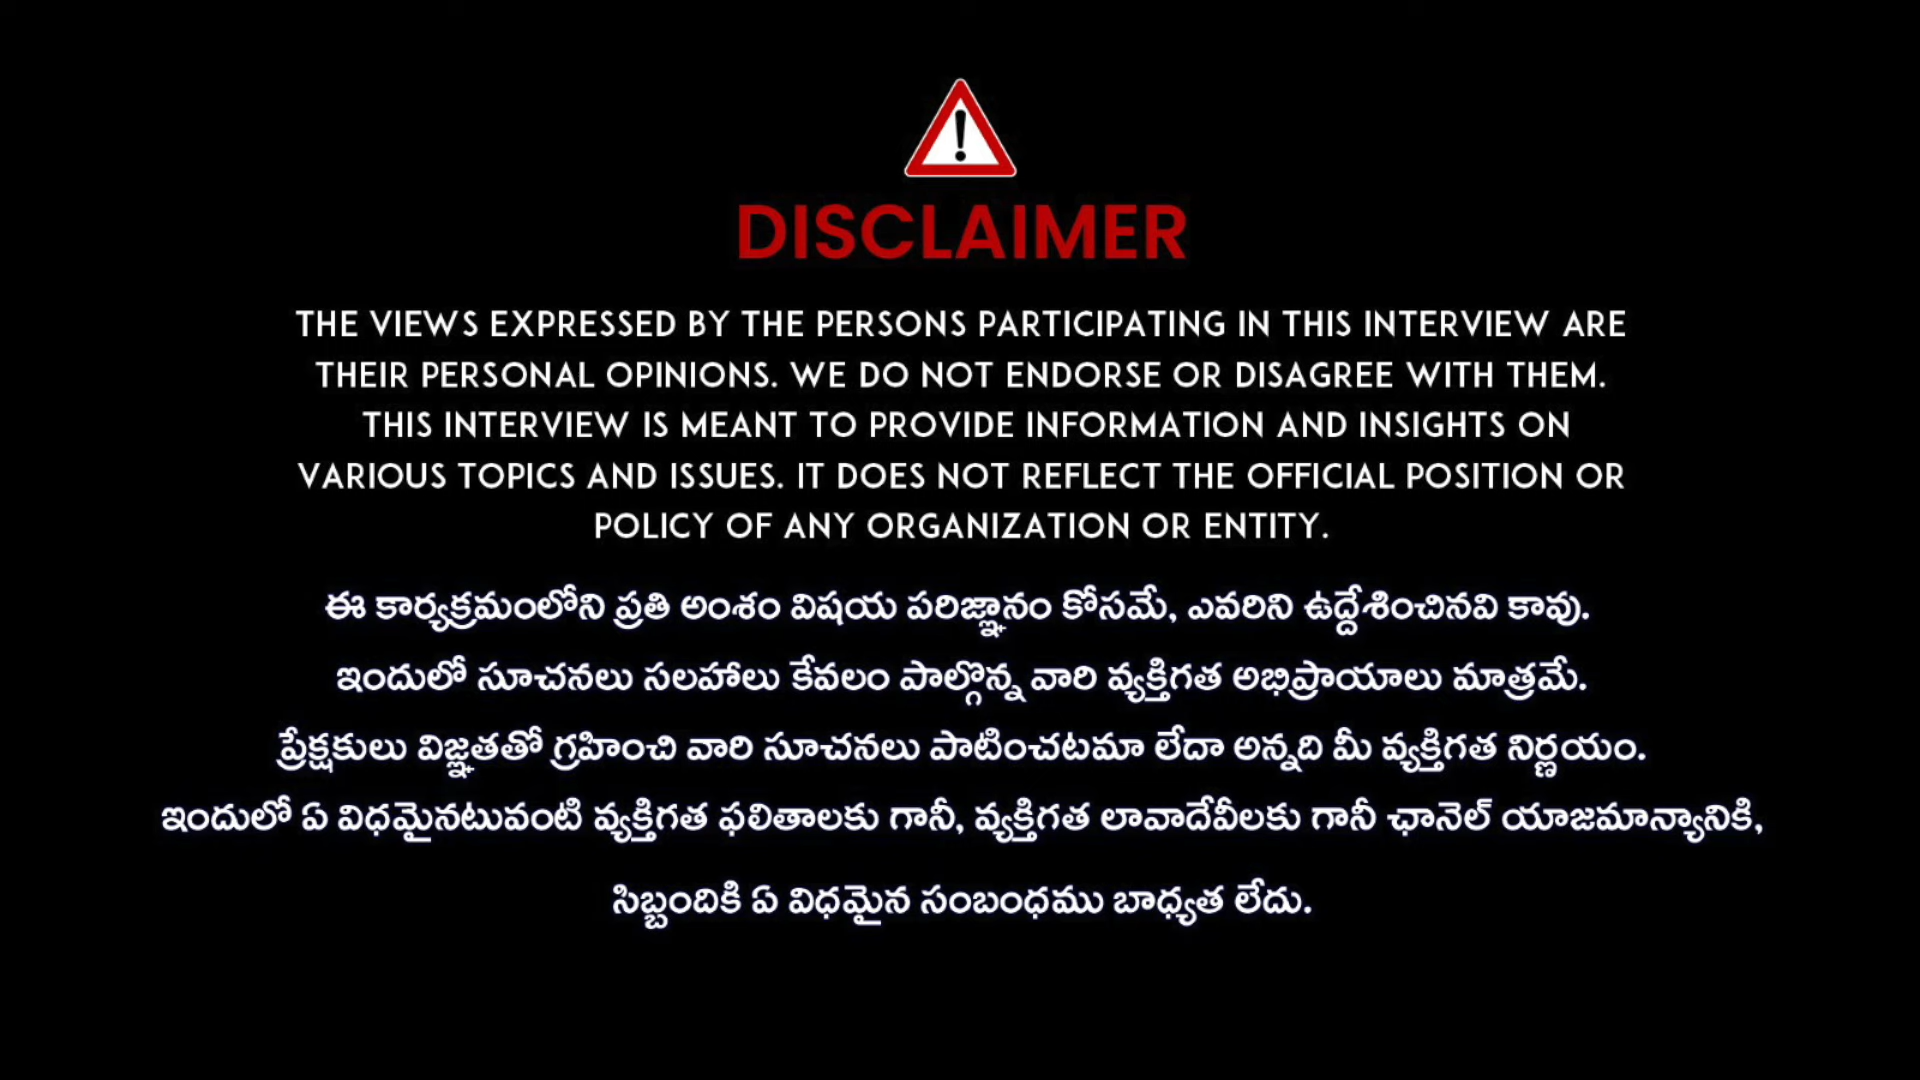 DISCLAIMER
THE VIEWS EXPRESSED BY THE PERSONS PARTICIPATING IN THIS INTERVIEW ARE
THEIR PERSONAL OPINIONS. WE DO NOT ENDORSE OR DISAGREE WITH THEM.
THIS INTERVIEW IS MEANT TO PROVIDE INFORMATION AND INSIGHTS ON
VARIOUS TOPICS AND ISSUES. IT DOES NOT REFLECT THE OFFICIAL POSITION OR
POLICY OF ANY ORGANIZATION OR ENTITY.
ఈ కార్యక్రమంలోని ప్రతి అంశం విషయ పరిజ్ఞానం కోసమే, ఎవరిని ఉద్దేశించినవి కావు.
ఇందులో సూచనలు సలహాలు కేవలం పాల్గొన్న వారి వ్యక్తిగత అభిప్రాయాలు మాత్రమే.
ప్రేక్షకులు విజ్ఞతతో గ్రహించి వారి సూచనలు పాటించటమా లేదా అన్నది మీ వ్యక్తిగత నిర్ణయం.
ఇందులో ఏ విధమైనటువంటి వ్యక్తిగత ఫలితాలకు గానీ, వ్యక్తిగత లావాదేవీలకు గానీ ఛానెల్ యాజమాన్యానికి,
సిబ్బందికి ఏ విధమైన సంబంధము బాధ్యత లేదు.